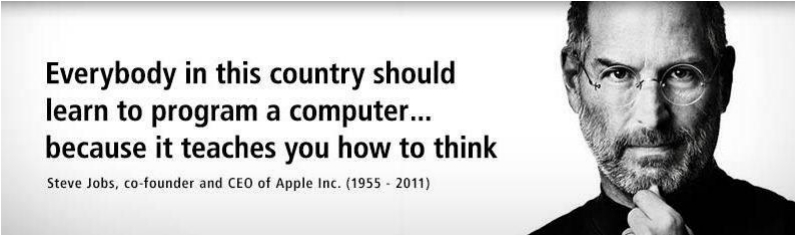 Everybody in this country should
learn to program a computer...
because it teaches you how to think
Steve Jobs, co-founder and CEO of Apple Inc. (1955 - 2011)